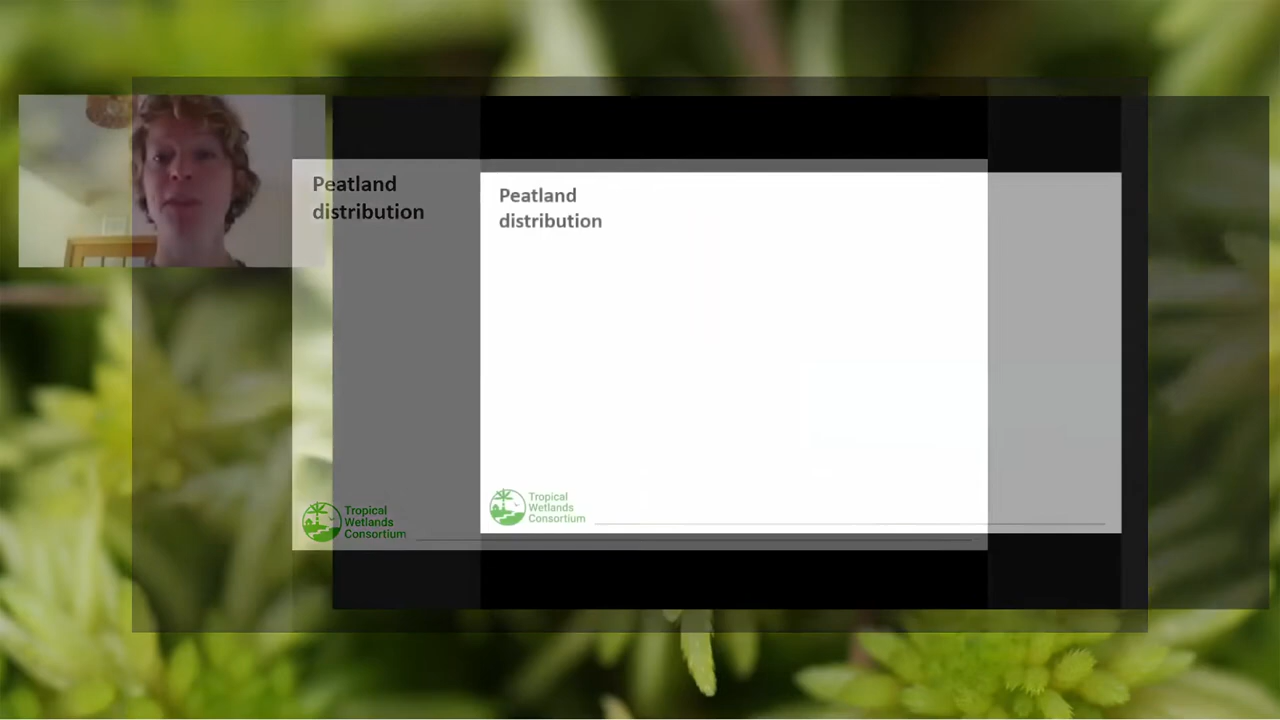 Peatland
distribution
Peatland
distribution
Tropical
Wetlands
Consortium
Tropical
Wetlands
Consortium